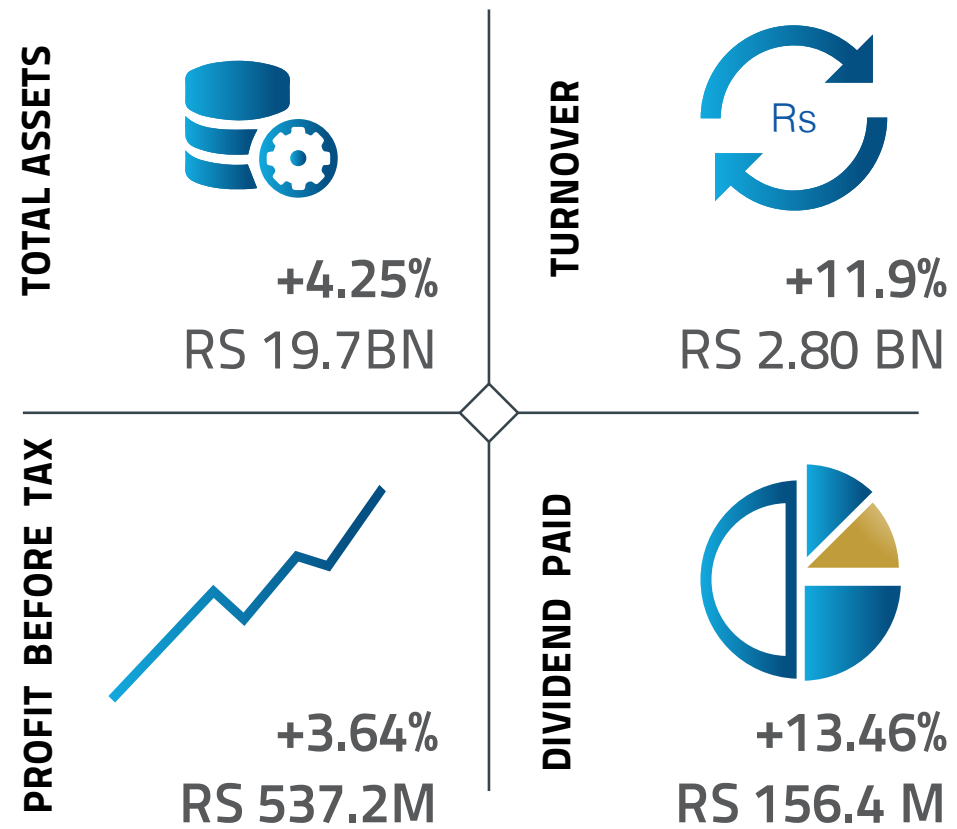 TOTAL ASSETS
+4.25%
RS 19.7BN
TURNOVER
Rs
+11.9%
RS 2.80 BN
PROFIT BEFORE TAX
+3.64%
RS 537.2M
DIVIDEND PAID
+13.46%
RS 156.4 M